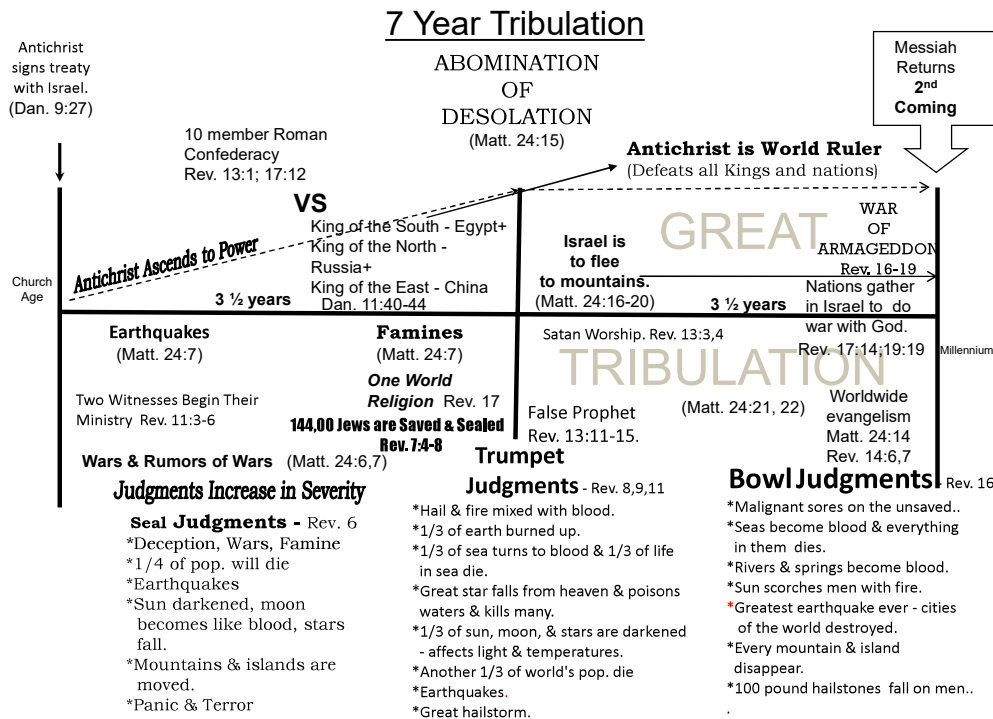 7 Year Tribulation
Antichrist
signs treaty
with Israel.
(Dan. 9:27)
ABOMINATION
OF
DESOLATION
(Matt. 24:15)
Messiah
Returns
2nd
Coming
10 member Roman
Confederacy
Rev. 13:1; 17:12
Antichrist is World Ruler
(Defeats all Kings and nations)
VS
King of the South - Egypt+
King of the North -
Russia+
King of the East - China
Dan. 11:40-44
Antichrist Ascends to Power
Church
Age
3 ½ years
Israel is
to flee
to mountains.
(Matt. 24:16-20)
GREAT
WAR
OF
ARMAGEDDON
Rev. 16-19
3 ½ years
Nations gather
in Israel to do
war with God.
Rev. 17:14;19:19
Millennium
Earthquakes
(Matt. 24:7)
Famines
(Matt. 24:7)
One World
Religion Rev. 17
Two Witnesses Begin Their
Ministry Rev. 11:3-6
144,00 Jews are Saved & Sealed
Rev. 7:4-8
Wars & Rumors of Wars (Matt. 24:6,7)
Satan Worship. Rev. 13:3,4
TRIBULATION
(Matt. 24:21, 22)
False Prophet
Rev. 13:11-15.
Worldwide
evangelism
Matt. 24:14
Rev. 14:6,7
Judgments Increase in Severity
Seal Judgments - Rev. 6
*Deception, Wars, Famine
*1/4 of pop. will die
*Earthquakes
*Sun darkened, moon
becomes like blood, stars
fall.
*Mountains & islands are
moved.
*Panic & Terror
Trumpet
Judgments - Rev. 8,9,11
*Hail & fire mixed with blood.
*1/3 of earth burned up.
*1/3 of sea turns to blood & 1/3 of life
in sea die.
*Great star falls from heaven & poisons
waters & kills many.
*1/3 of sun, moon, & stars are darkened
- affects light & temperatures.
*Another 1/3 of world's pop. die
*Earthquakes.
*Great hailstorm.
Bowl Judgments - Rev. 16
*Malignant sores on the unsaved..
*Seas become blood & everything
in them dies.
*Rivers & springs become blood.
*Sun scorches men with fire.
*Greatest earthquake ever - cities
of the world destroyed.
*Every mountain & island
disappear.
*100 pound hailstones fall on men..
.